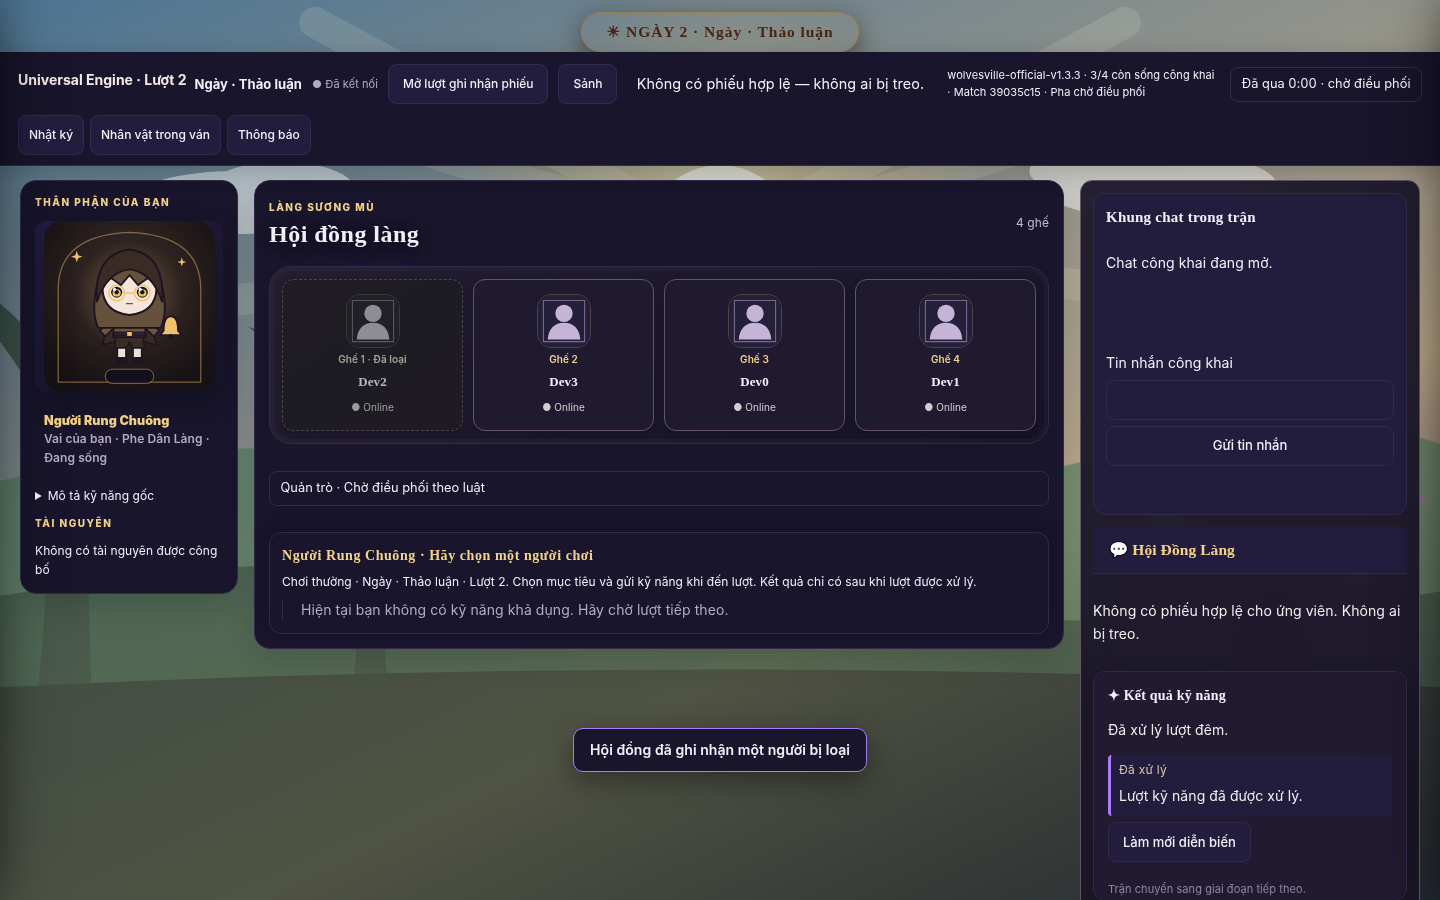 ☀ NGÀY 2 · Ngày · Thảo luận
Universal Engine · Lượt 2
Ngày · Thảo luận
Đã kết nối
Mở lượt ghi nhận phiếu
Sảnh
Không có phiếu hợp lệ — không ai bị treo.
wolvesville-official-v1.3.3 · 3/4 còn sống công khai
· Match 39035c15 · Pha chờ điều phối
Đã qua 0:00 · chờ điều phối
Nhật ký
Nhân vật trong ván
Thông báo
THÂN PHẬN CỦA BẠN
Người Rung Chuông
Vai của bạn · Phe Dân Làng ·
Đang sống
▶ Mô tả kỹ năng gốc
TÀI NGUYÊN
Không có tài nguyên được công
bố
LÀNG SƯƠNG MÙ
Hội đồng làng
4 ghế
Ghế 1 · Đã loại
Dev2
Online
Ghế 2
Dev3
Online
Ghế 3
Dev0
Online
Ghế 4
Dev1
Online
Quản trò · Chờ điều phối theo luật
Người Rung Chuông · Hãy chọn một người chơi
Chơi thường · Ngày · Thảo luận · Lượt 2. Chọn mục tiêu và gửi kỹ năng khi đến lượt. Kết quả chỉ có sau khi lượt được xử lý.
Hiện tại bạn không có kỹ năng khả dụng. Hãy chờ lượt tiếp theo.
Hội đồng đã ghi nhận một người bị loại
Khung chat trong trận
Chat công khai đang mở.
Tin nhắn công khai
Gửi tin nhắn
💬 Hội Đồng Làng
Không có phiếu hợp lệ cho ứng viên. Không ai
bị treo.
✦ Kết quả kỹ năng
Đã xử lý lượt đêm.
Đã xử lý
Lượt kỹ năng đã được xử lý.
Làm mới diễn biến
Trận chuyển sang giai đoạn tiếp theo.